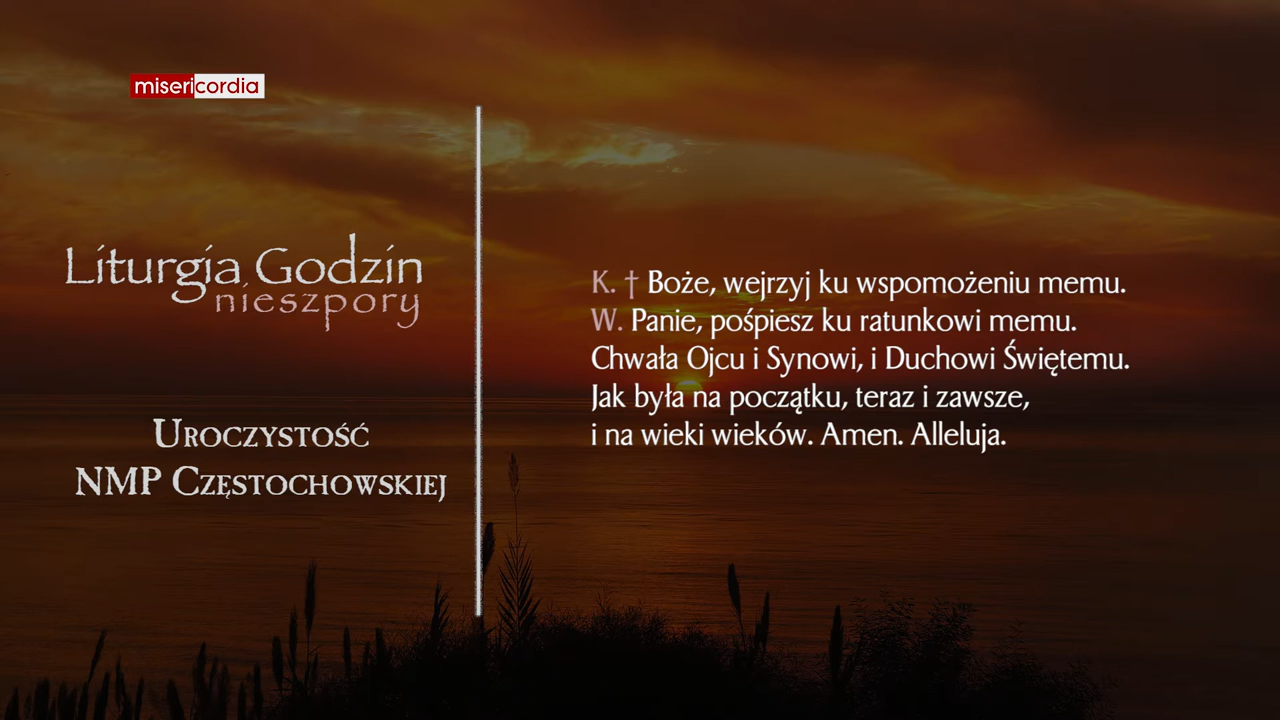 misericordia
Liturgia Godzin
nieszpory
Uroczystość
NMP Częstochowskiej
K. † Boże, wejrzyj ku wspomożeniu memu.
W. Panie, pośpiesz ku ratunkowi memu.
Chwała Ojcu i Synowi, i Duchowi Świętemu.
Jak była na początku, teraz i zawsze,
i na wieki wieków. Amen. Alleluja.